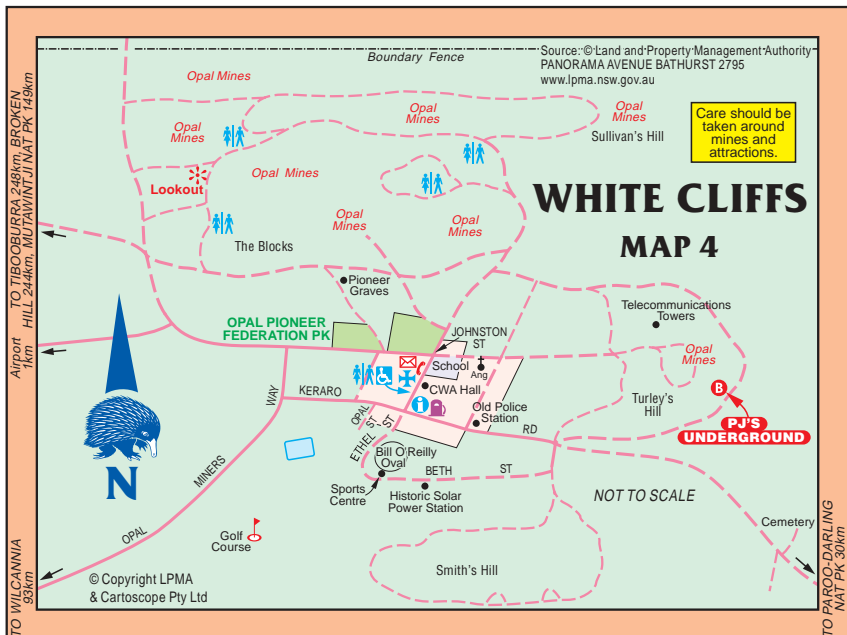 Boundary Fence
Source: © Land and Property Management Authority
PANORAMA AVENUE BATHURST 2795
www.lpma.nsw.gov.au
Opal Mines
Opal
Mines
Opal
Mines
Opal
Mines
Sullivan's Hill
Care should be
taken around
mines and
attractions.
Lookout
Opal Mines
WHITE CLIFFS
MAP 4
Opal
Mines
Opal
Mines
The Blocks
TO TIBOOBURRA 248km, BROKEN
HILL 244km, MUTAWINTJI NAT PK 149km
Pioneer
Graves
Telecommunications
Towers
OPAL PIONEER
FEDERATION PK
JOHNSTON
ST
Airport
1km
School
Ang
Opal
Mines
CWA Hall
KERARO
WAY
B
Turley's
Hill
PJ'S
UNDERGROUND
OPAL
ST
ETHEL
ST
Old Police
Station
RD
Bill O'Reilly
Oval
BETH
ST
Sports
Centre
Historic Solar
Power Station
NOT TO SCALE
N
MINERS
OPAL
Golf
Course
Cemetery
Smith's Hill
© Copyright LPMA
& Cartoscope Pty Ltd
TO WILCANNIA
93km
TO PAROO-DARLING
NAT PK 30km